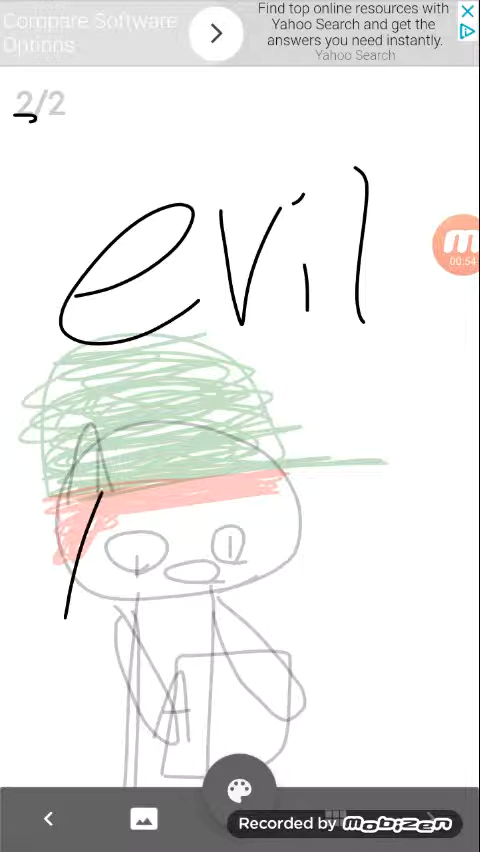 Compare Software
Options
Find top online resources with
Yahoo Search and get the
answers you need instantly.
Yahoo Search
2/2
evil
00:54
A
Recorded by mobizen